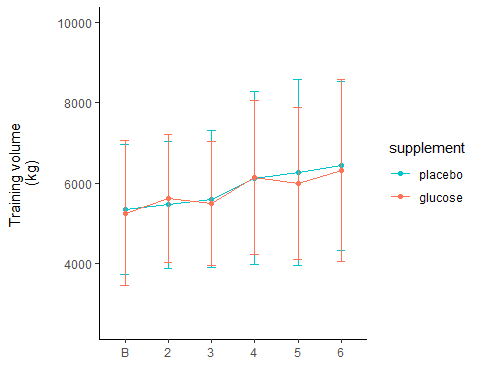 10000
8000
6000
4000
Training volume
(kg)
B 2 3 4 5 6
supplement
placebo
glucose